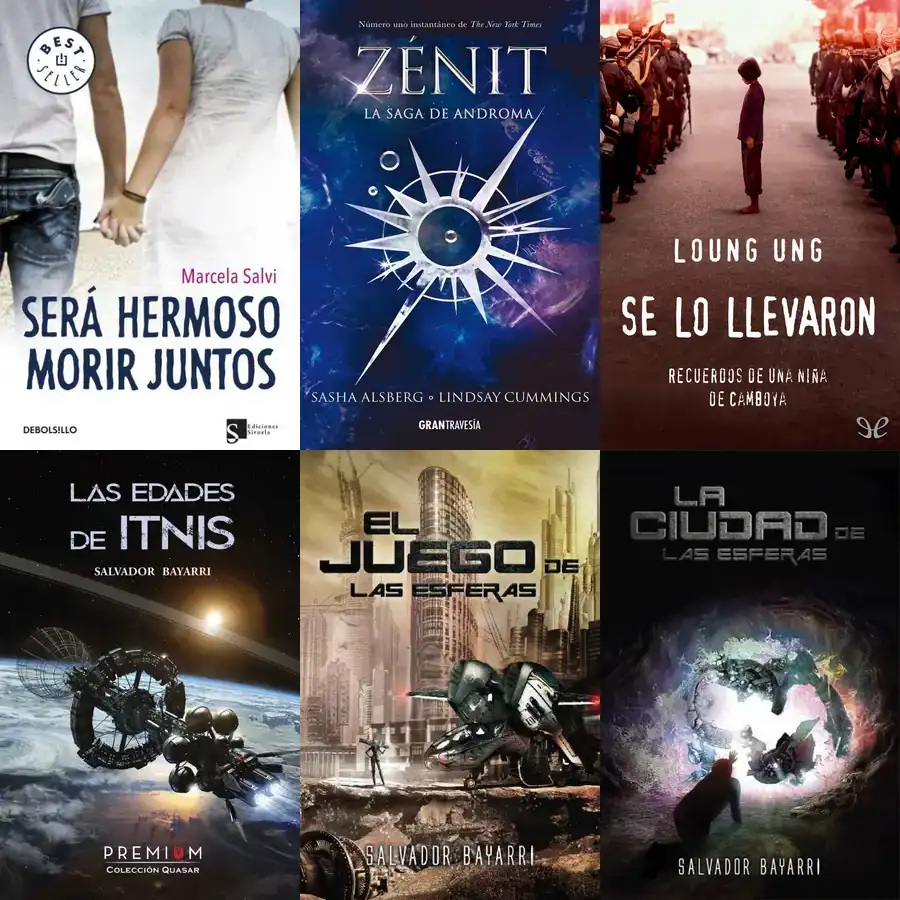 BEST
SELLER
Marcela Salvi
SERÁ HERMOSO
MORIR JUNTOS
DEBOLS!LLO
S
Ediciones
Siruela
Número uno instantáneo de The New York Times
ZÉNIT
LA SAGA DE ANDROMA
SASHA ALSBERG • LINDSAY CUMMINGS
GRANTRAVESÍA
LOUNG UNG
SE LO LLEVARON
RECUERDOS DE UNA NIÑA
DE CAMBOYA
LAS EDADES
DE ITNIS
SALVADOR BAYARRI
PREMIUM
COLECCIÓN QUASAR
EL
JUEGO DE
LAS ESFERAS
SALVADOR BAYARRI
LA
CIUDAD DE
LAS ESFERAS
SALVADOR BAYARRI